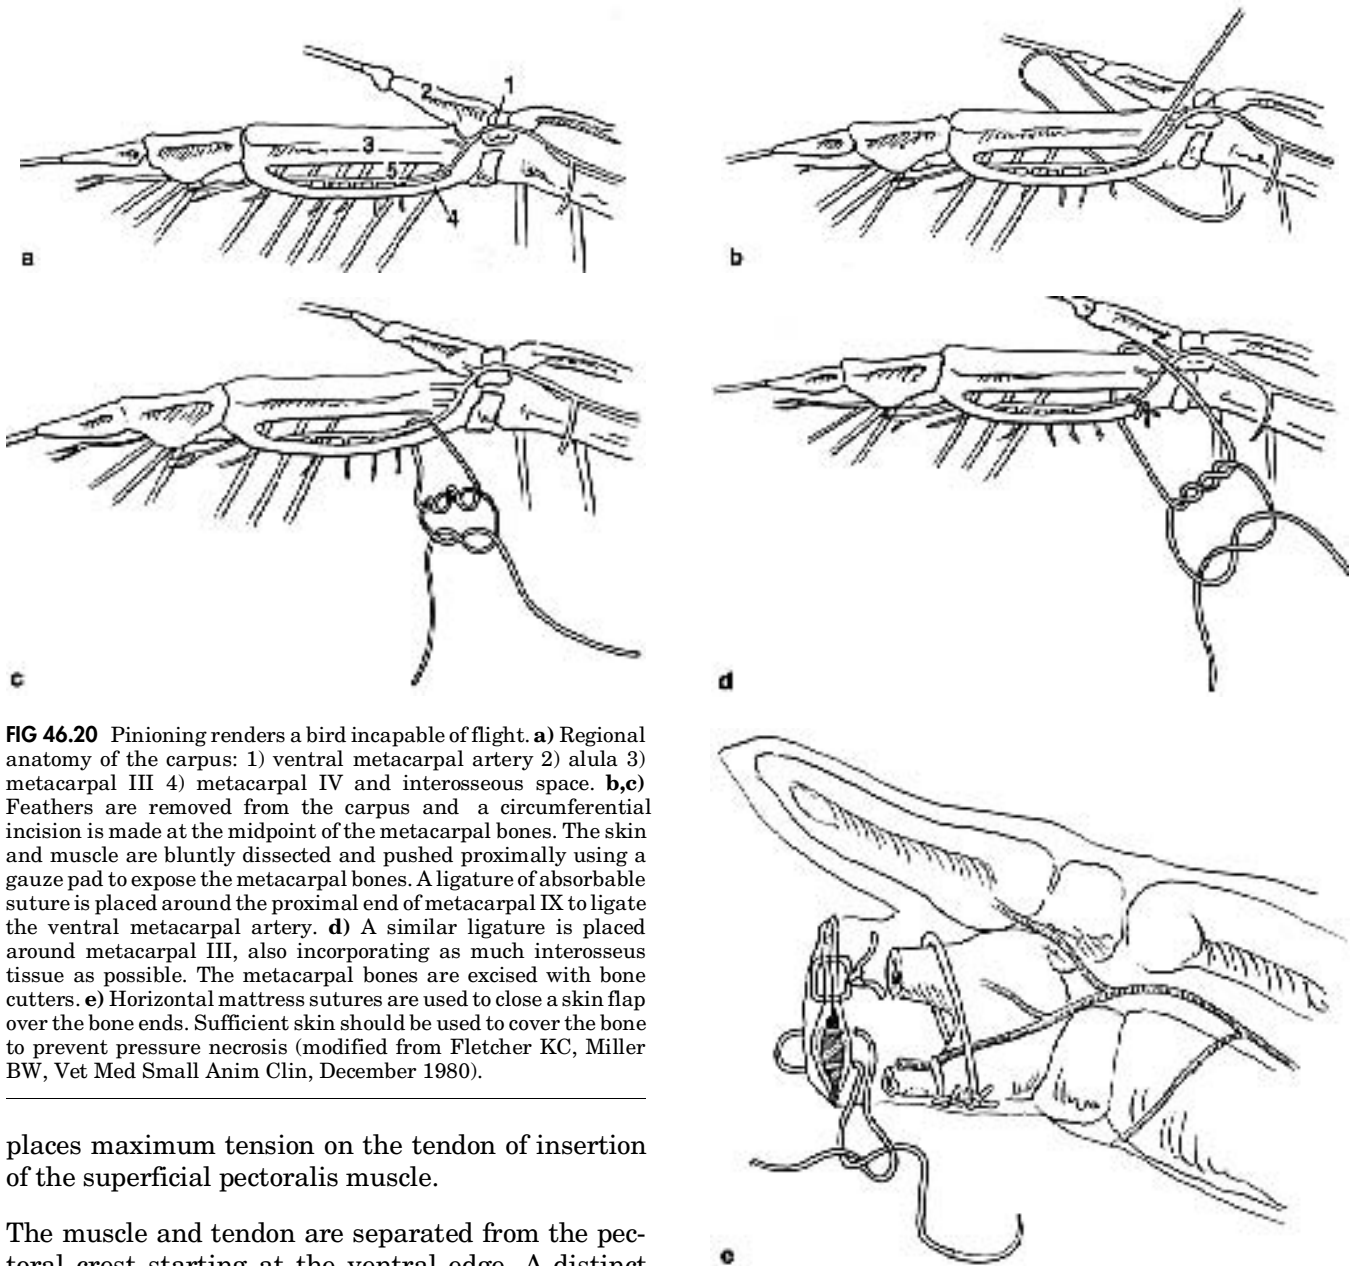 1
2
3
5
4
a
b
c
d
FIG 46.20 Pinioning renders a bird incapable of flight. a) Regional
anatomy of the carpus: 1) ventral metacarpal artery 2) alula 3)
metacarpal III 4) metacarpal IV and interosseous space. b,c)
Feathers are removed from the carpus and a circumferential
incision is made at the midpoint of the metacarpal bones. The skin
and muscle are bluntly dissected and pushed proximally using a
gauze pad to expose the metacarpal bones. A ligature of absorbable
suture is placed around the proximal end of metacarpal IX to ligate
the ventral metacarpal artery. d) A similar ligature is placed
around metacarpal III, also incorporating as much interosseus
tissue as possible. The metacarpal bones are excised with bone
cutters. e) Horizontal mattress sutures are used to close a skin flap
over the bone ends. Sufficient skin should be used to cover the bone
to prevent pressure necrosis (modified from Fletcher KC, Miller
BW, Vet Med Small Anim Clin, December 1980).
places maximum tension on the tendon of insertion
of the superficial pectoralis muscle.
The muscle and tendon are separated from the pec-
toral crest starting at the ventral edge. A distinct
e